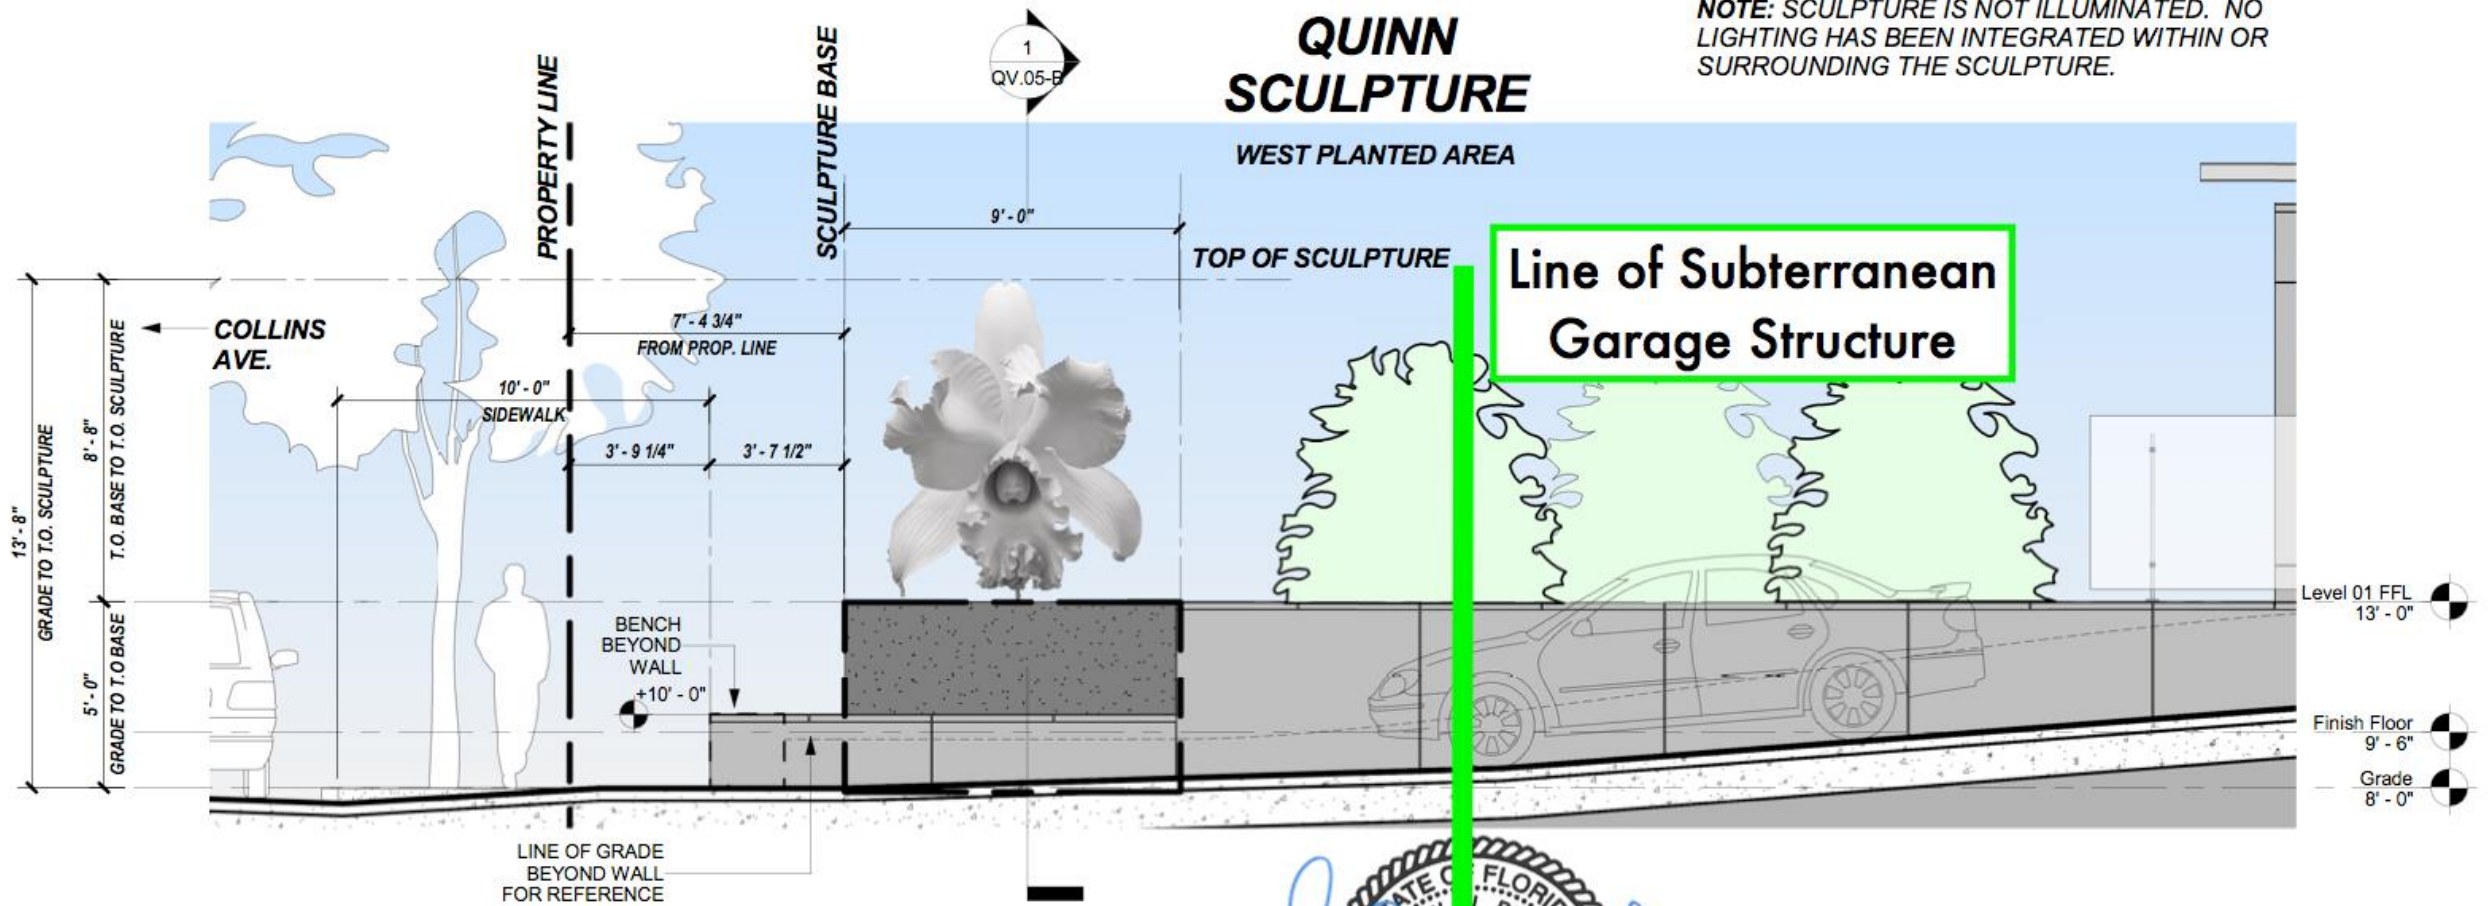 NOTE: SCULPTURE IS NOT ILLUMINATED. NO
LIGHTING HAS BEEN INTEGRATED WITHIN OR
SURROUNDING THE SCULPTURE.
QUINN
SCULPTURE
WEST PLANTED AREA
1
QV.05-B
PROPERTY LINE
SCULPTURE BASE
9' - 0"
TOP OF SCULPTURE
Line of Subterranean
Garage Structure
COLLINS
AVE.
7' - 4 3/4"
FROM PROP. LINE
10' - 0"
SIDEWALK
3' - 9 1/4"
3' - 7 1/2"
13' - 8"
GRADE TO T.O. SCULPTURE
8' - 8"
T.O. BASE TO T.O. SCULPTURE
5' - 0"
GRADE TO T.O BASE
BENCH
BEYOND
WALL
+10' - 0"
Level 01 FFL
13' - 0"
Finish Floor
9' - 6"
Grade
8' - 0"
LINE OF GRADE
BEYOND WALL
FOR REFERENCE
OF FLORI